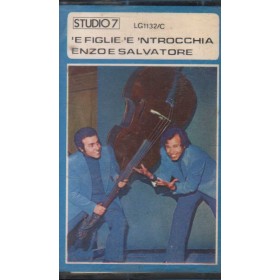 STUDIO 7 LG1132/C
'E FIGLIE 'E 'NTROCCHIA
ENZO E SALVATORE